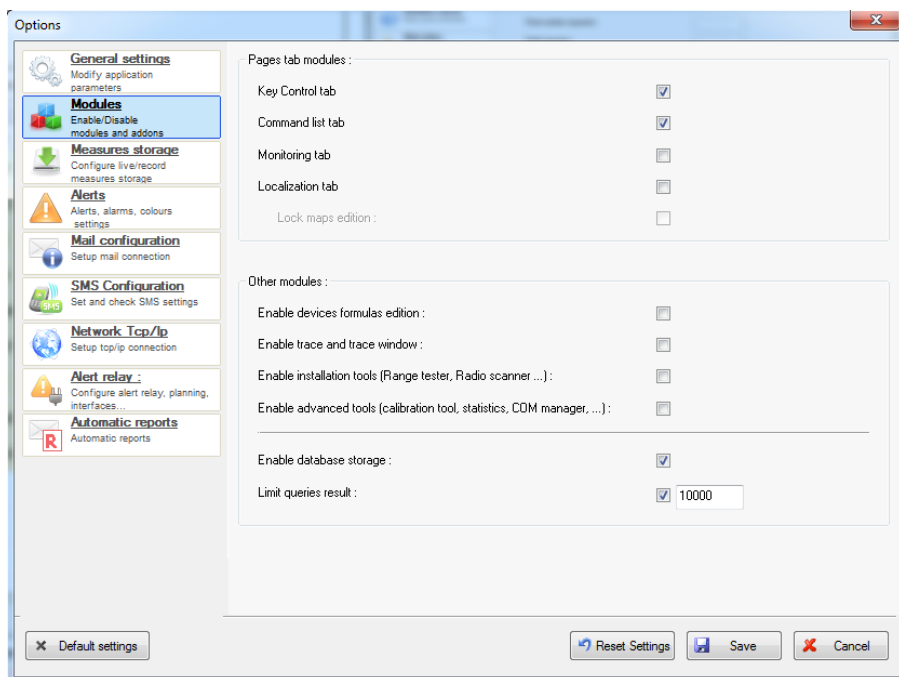 Options
General settings
Modify application
parameters
Modules
Enable/Disable
modules and addons
Measures storage
Configure live/record
measures storage
Alerts
Alerts, alarms, colours
settings
Mail configuration
Setup mail connection
SMS Configuration
SMS
Set and check SMS settings
Network Tcp/Ip
Setup tcp/ip connection
Alert relay :
Configure alert relay, planning,
interfaces...
Automatic reports
R
Automatic reports
Pages tab modules :
Key Control tab
Command list tab
Monitoring tab
Localization tab
Lock maps edition :
Other modules :
Enable devices formulas edition :
Enable trace and trace window :
Enable installation tools (Range tester, Radio scanner ...) :
Enable advanced tools (calibration tool, statistics, COM manager, ...) :
Enable database storage :
Limit queries result : 10000
Default settings
Reset Settings
Save
Cancel